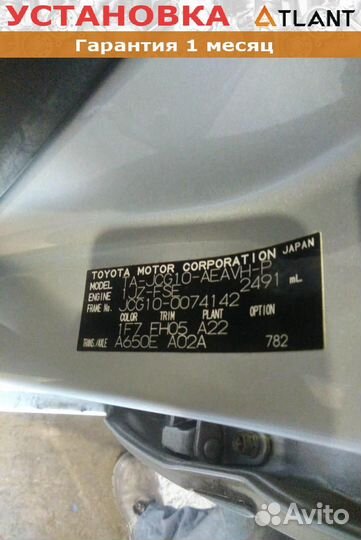 УСТАНОВКА ATLANT
Гарантия 1 месяц
TOYOTA MOTOR CORPORATION JAPAN
MODEL TA-JCG10-AEAVH-P
ENGINE 1JZ-FSE 2491 mL
FRAME No. JCG10-0074142
COLOR TRIM PLANT OPTION
1F7 EH05 A22
TRANS./AXLE A650E A02A 782
Avito